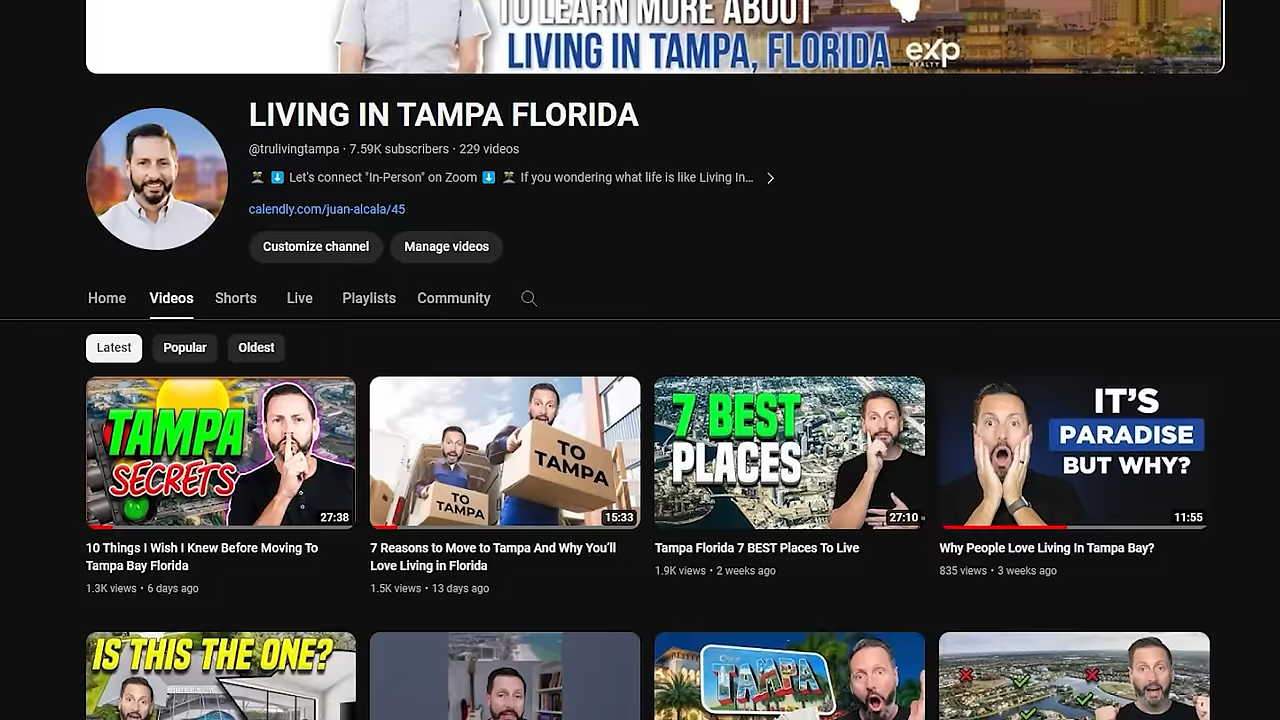 TO LEARN MORE ABOUT
LIVING IN TAMPA, FLORIDA
eXp
REALTY
LIVING IN TAMPA FLORIDA
@trulivingtampa · 7.59K subscribers · 229 videos
Let's connect "In-Person" on Zoom If you wondering what life is like Living In...
calendly.com/juan-alcala/45
Customize channel
Manage videos
Home Videos Shorts Live Playlists Community
Latest Popular Oldest
TAMPA
SECRETS
27:38
10 Things I Wish I Knew Before Moving To
Tampa Bay Florida
1.3K views • 6 days ago
TO
TAMPA
TO
TAMPA
15:33
7 Reasons to Move to Tampa And Why You'll
Love Living in Florida
1.5K views • 13 days ago
7 BEST
PLACES
27:10
Tampa Florida 7 BEST Places To Live
1.9K views • 2 weeks ago
IT'S
PARADISE
BUT WHY?
11:55
Why People Love Living In Tampa Bay?
835 views • 3 weeks ago
IS THIS THE ONE?
TAMPA